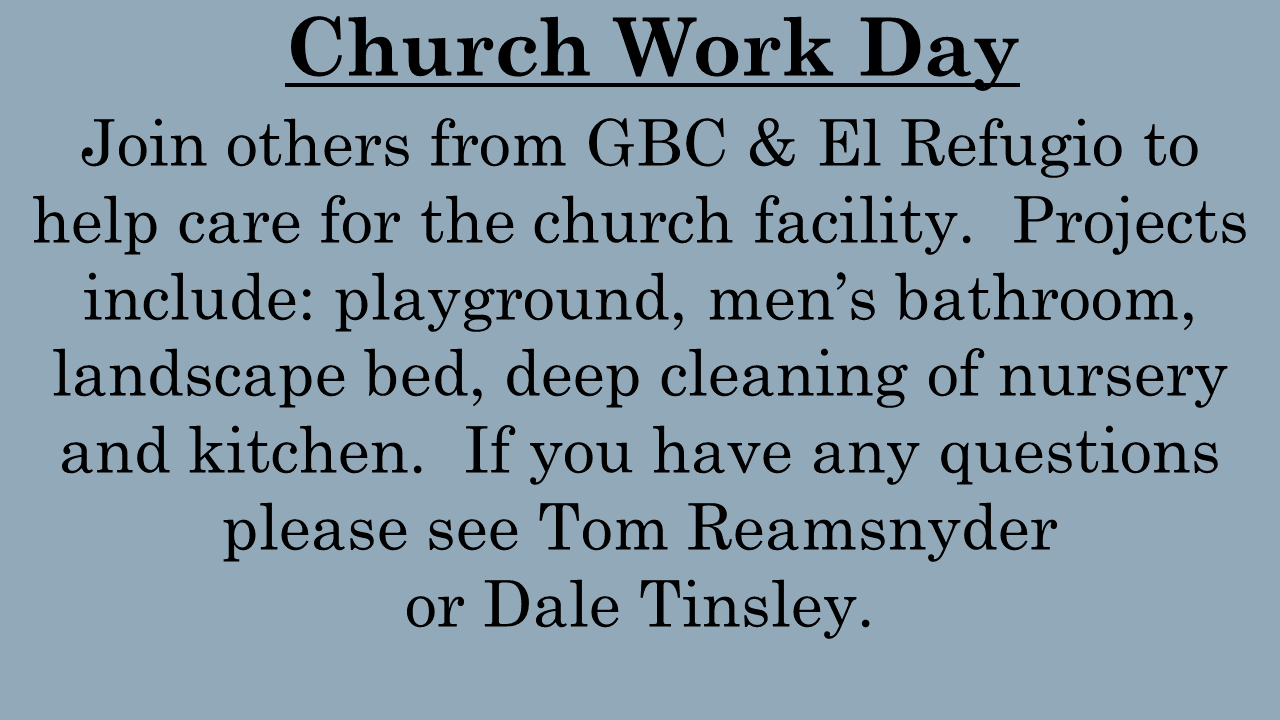 Church Work Day
Join others from GBC & El Refugio to
help care for the church facility.  Projects
include: playground, men’s bathroom,
landscape bed, deep cleaning of nursery
and kitchen.  If you have any questions
please see Tom Reamsnyder
or Dale Tinsley.